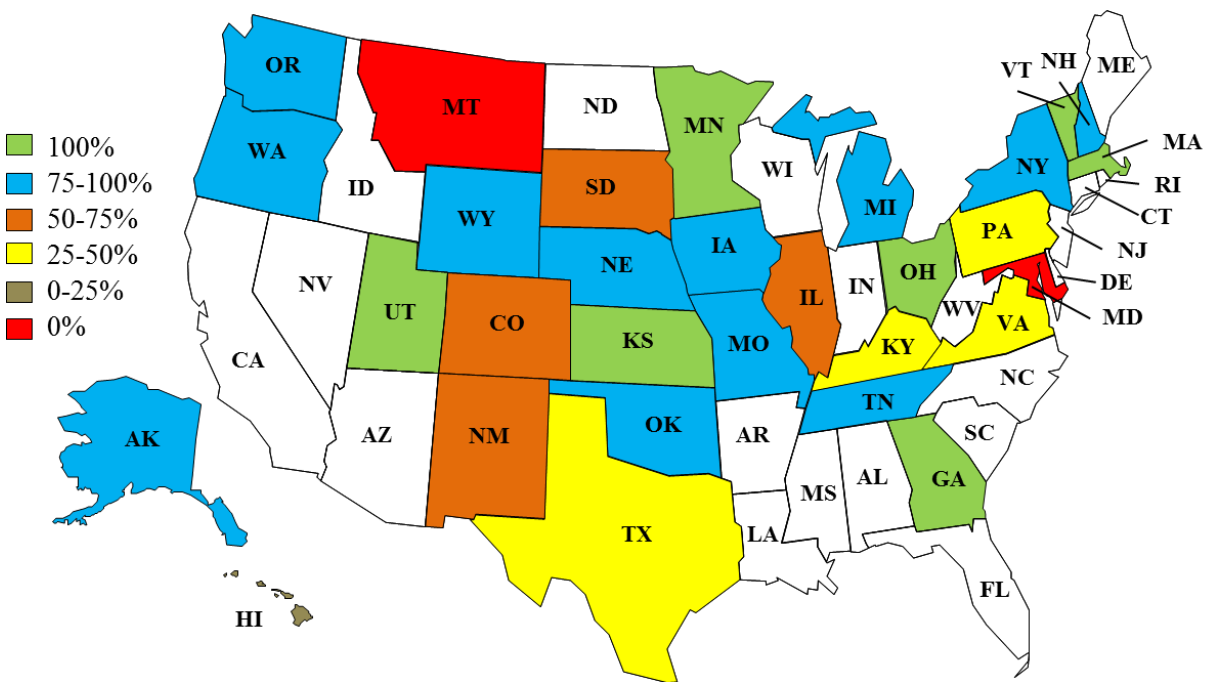 100%
75-100%
50-75%
25-50%
0-25%
0%
OR
WA
MT
ID
ND
MN
SD
WY
WI
MI
VT
NH
ME
NY
MA
RI
CT
NJ
PA
IA
NE
NV
UT
CO
KS
MO
IL
IN
OH
WV
VA
DE
MD
KY
CA
AZ
NM
OK
AR
TN
NC
SC
MS
AL
GA
TX
LA
FL
AK
HI